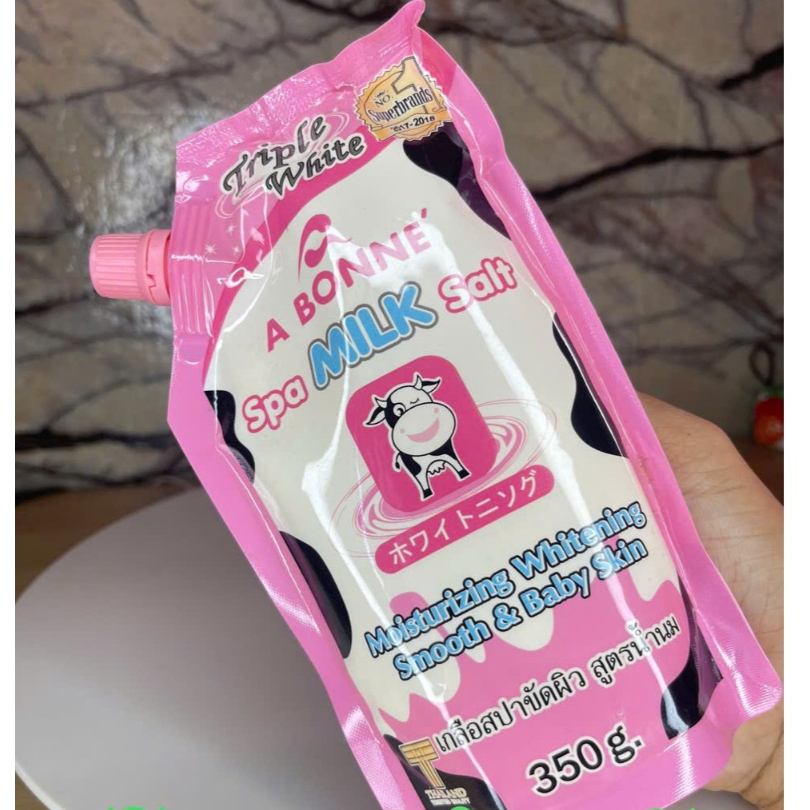 NO. 1
Superbrands
2017-2018
Triple
White
A BONNE'
Spa MILK Salt
ホワイトニング
Moisturizing Whitening
Smooth & Baby Skin
เกลือสปาขัดผิว สูตรน้ำนม
350 g.
T
THAILAND